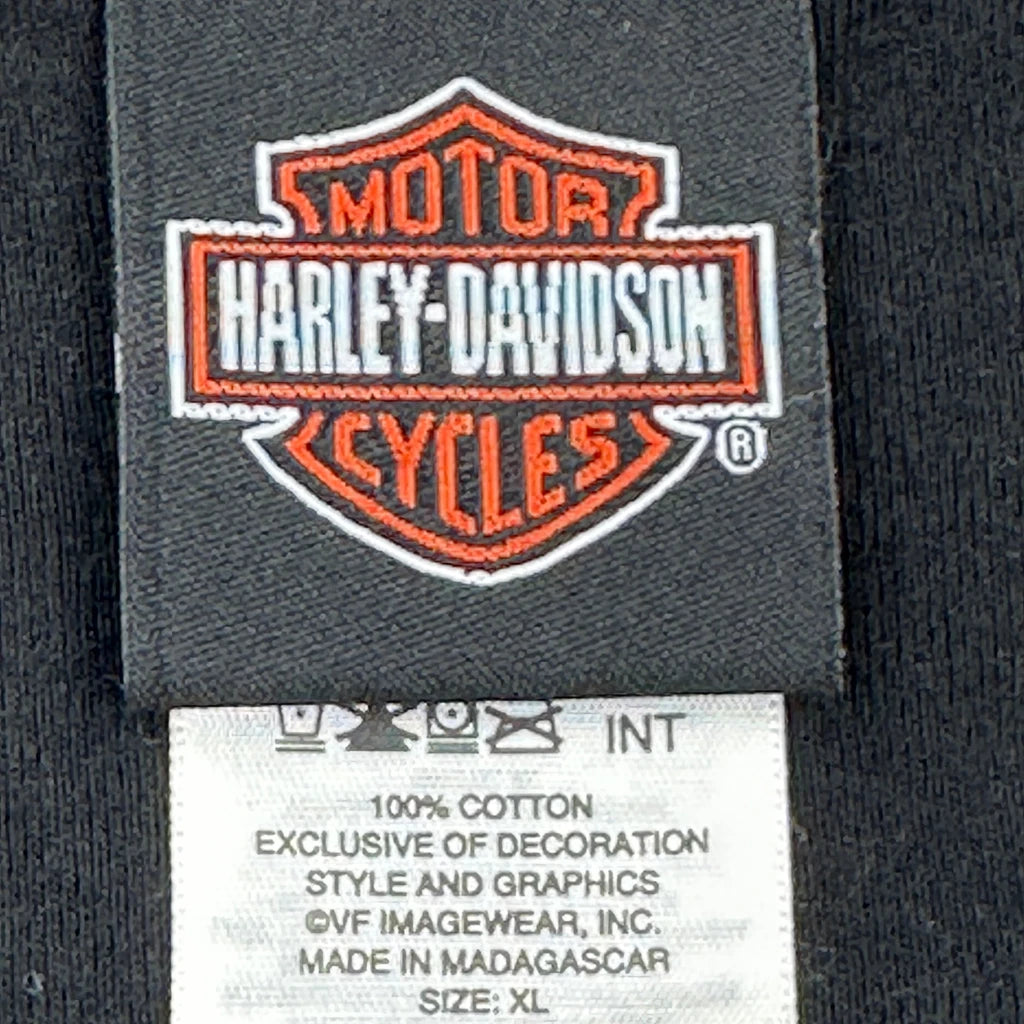 MOTOR
HARLEY-DAVIDSON
CYCLES
®
INT
100% COTTON
EXCLUSIVE OF DECORATION
STYLE AND GRAPHICS
©VF IMAGEWEAR, INC.
MADE IN MADAGASCAR
SIZE: XL